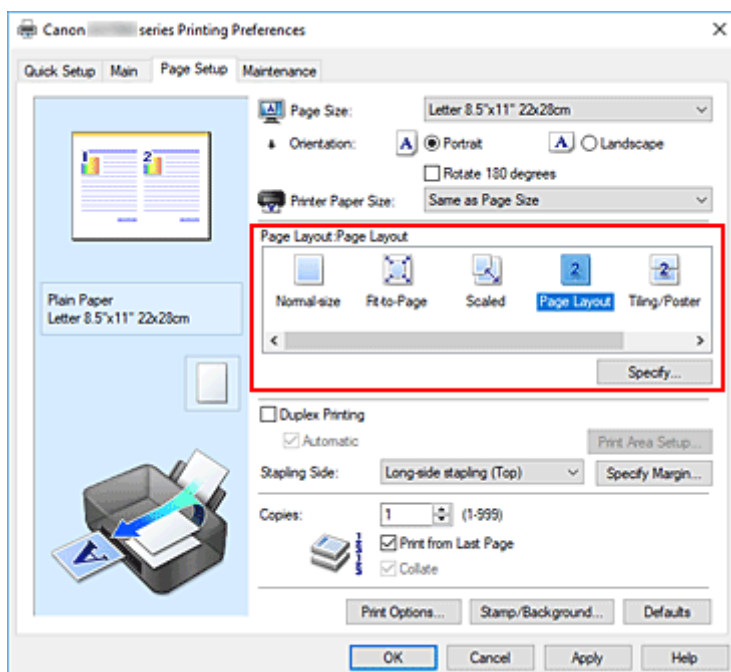 Canon series Printing Preferences
Quick Setup Main Page Setup Maintenance
Page Size: Letter 8.5"x11" 22x28cm
Orientation: A Portrait A Landscape
Rotate 180 degrees
Printer Paper Size: Same as Page Size
1 2
Page Layout:Page Layout
2 2
Normal-size Fit-to-Page Scaled Page Layout Tiling/Poster
Plain Paper
Letter 8.5"x11" 22x28cm
Specify...
Duplex Printing
Automatic Print Area Setup...
Stapling Side: Long-side stapling (Top) Specify Margin...
Copies: 1 (1-999)
Print from Last Page
Collate
A
Print Options... Stamp/Background... Defaults
OK Cancel Apply Help